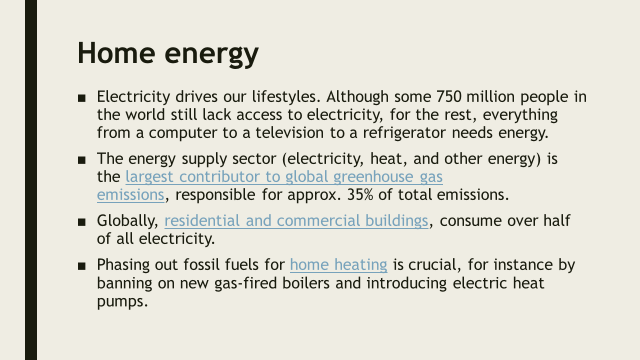 Home energy
■ Electricity drives our lifestyles. Although some 750 million people in
the world still lack access to electricity, for the rest, everything
from a computer to a television to a refrigerator needs energy.
■ The energy supply sector (electricity, heat, and other energy) is
the largest contributor to global greenhouse gas
emissions, responsible for approx. 35% of total emissions.
■ Globally, residential and commercial buildings, consume over half
of all electricity.
■ Phasing out fossil fuels for home heating is crucial, for instance by
banning on new gas-fired boilers and introducing electric heat
pumps.